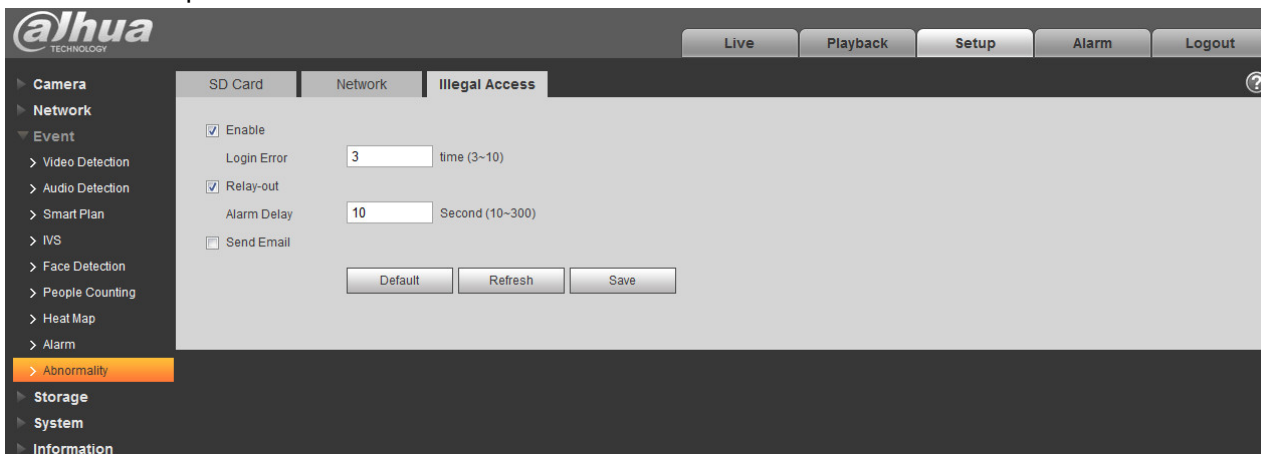 alhua
TECHNOLOGY
Live Playback Setup Alarm Logout
Camera
Network
Event
Video Detection
Audio Detection
Smart Plan
IVS
Face Detection
People Counting
Heat Map
Alarm
Abnormality
Storage
System
Information
SD Card Network Illegal Access ?
Enable
Login Error 3 time (3~10)
Relay-out
Alarm Delay 10 Second (10~300)
Send Email
Default Refresh Save